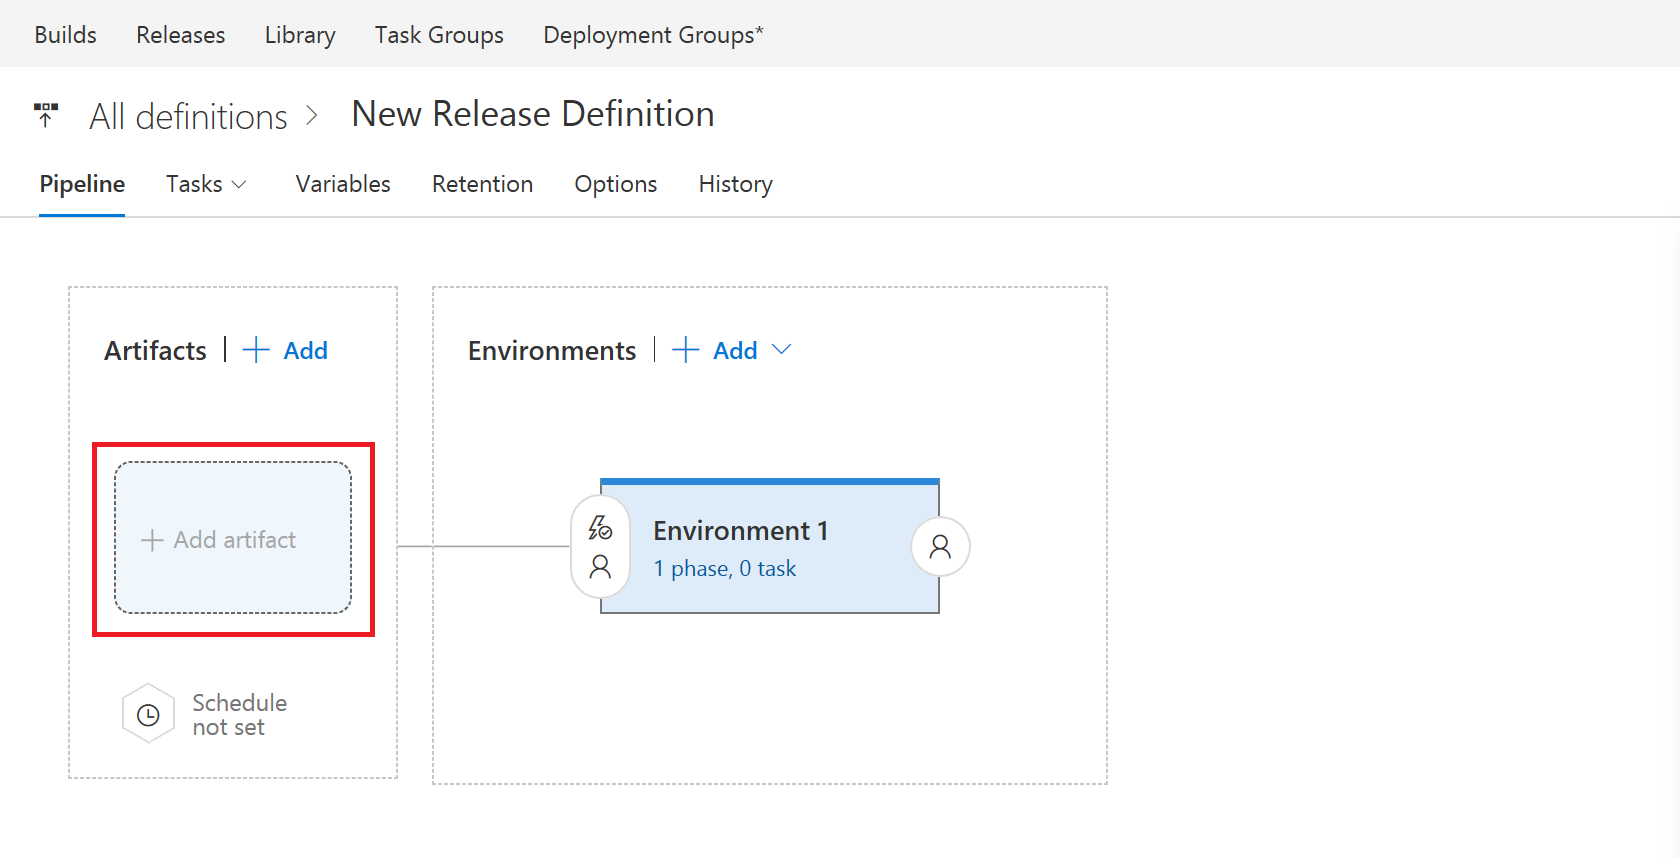 Builds Releases Library Task Groups Deployment Groups*
All definitions > New Release Definition
Pipeline Tasks Variables Retention Options History
Artifacts | + Add
Environments | + Add
+ Add artifact
Environment 1
1 phase, 0 task
Schedule
not set